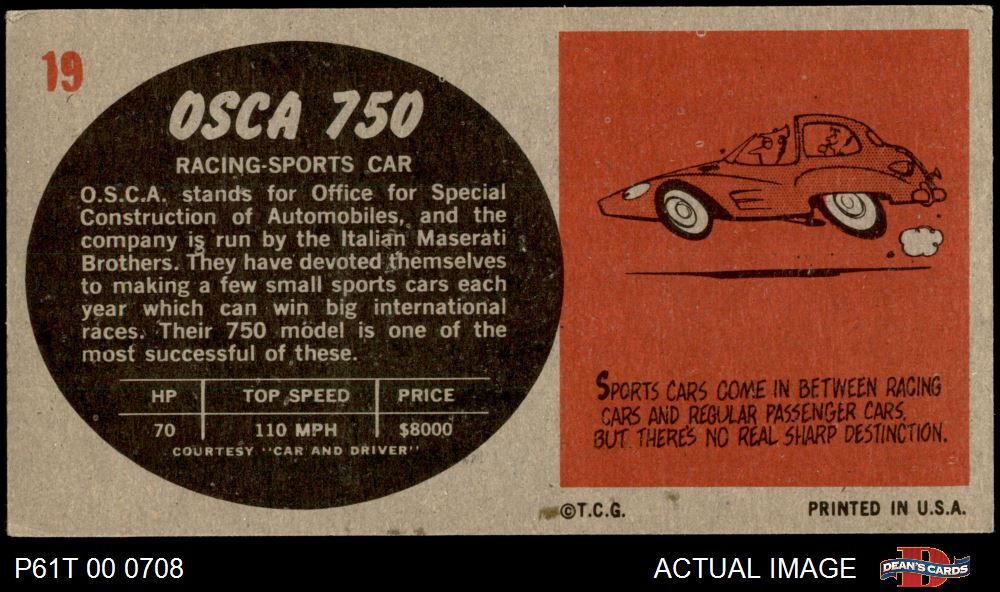 19
OSCA 750
RACING-SPORTS CAR
O.S.C.A. stands for Office for Special
Construction of Automobiles, and the
company is run by the Italian Maserati
Brothers. They have devoted themselves
to making a few small sports cars each
year which can win big international
races. Their 750 model is one of the
most successful of these.
HP TOP SPEED PRICE
70 110 MPH $8000
COURTESY "CAR AND DRIVER"
SPORTS CARS COME IN BETWEEN RACING
CARS AND REGULAR PASSENGER CARS.
BUT THERE'S NO REAL SHARP DESTINCTION.
©T.C.G. PRINTED IN U.S.A.
P61T 00 0708 ACTUAL IMAGE D DEAN'S CARDS